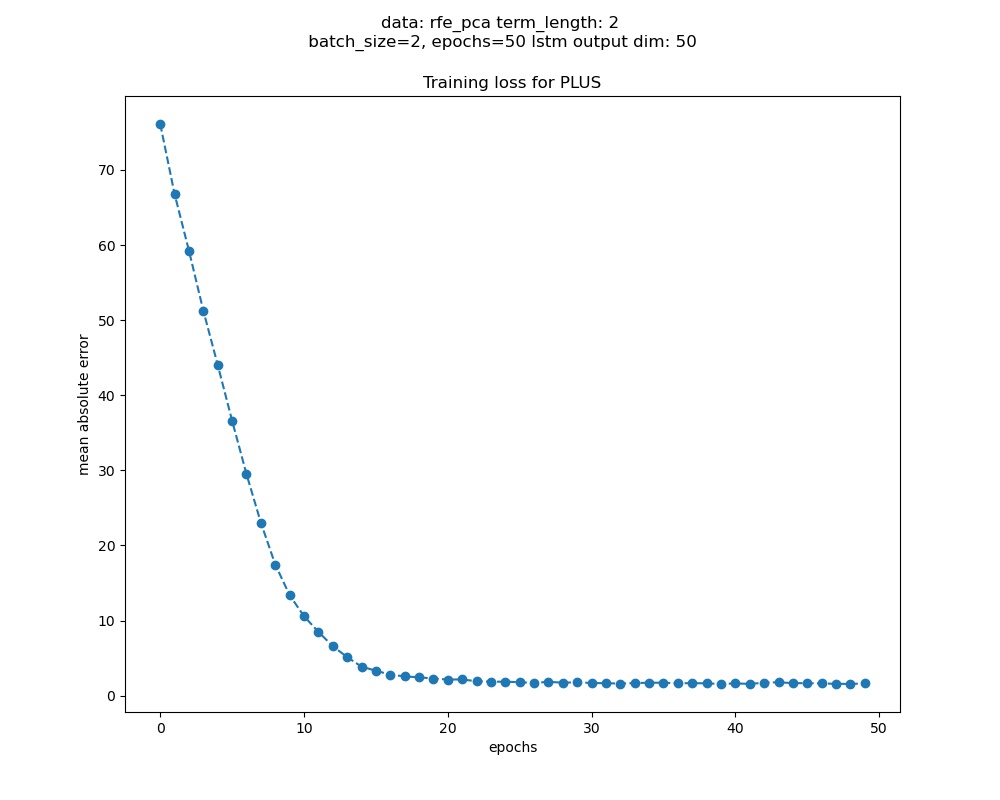 data: rfe_pca term_length: 2
batch_size=2, epochs=50 lstm output dim: 50
Training loss for PLUS
70
60
50
40
30
20
10
0
mean absolute error
0 10 20 30 40 50
epochs